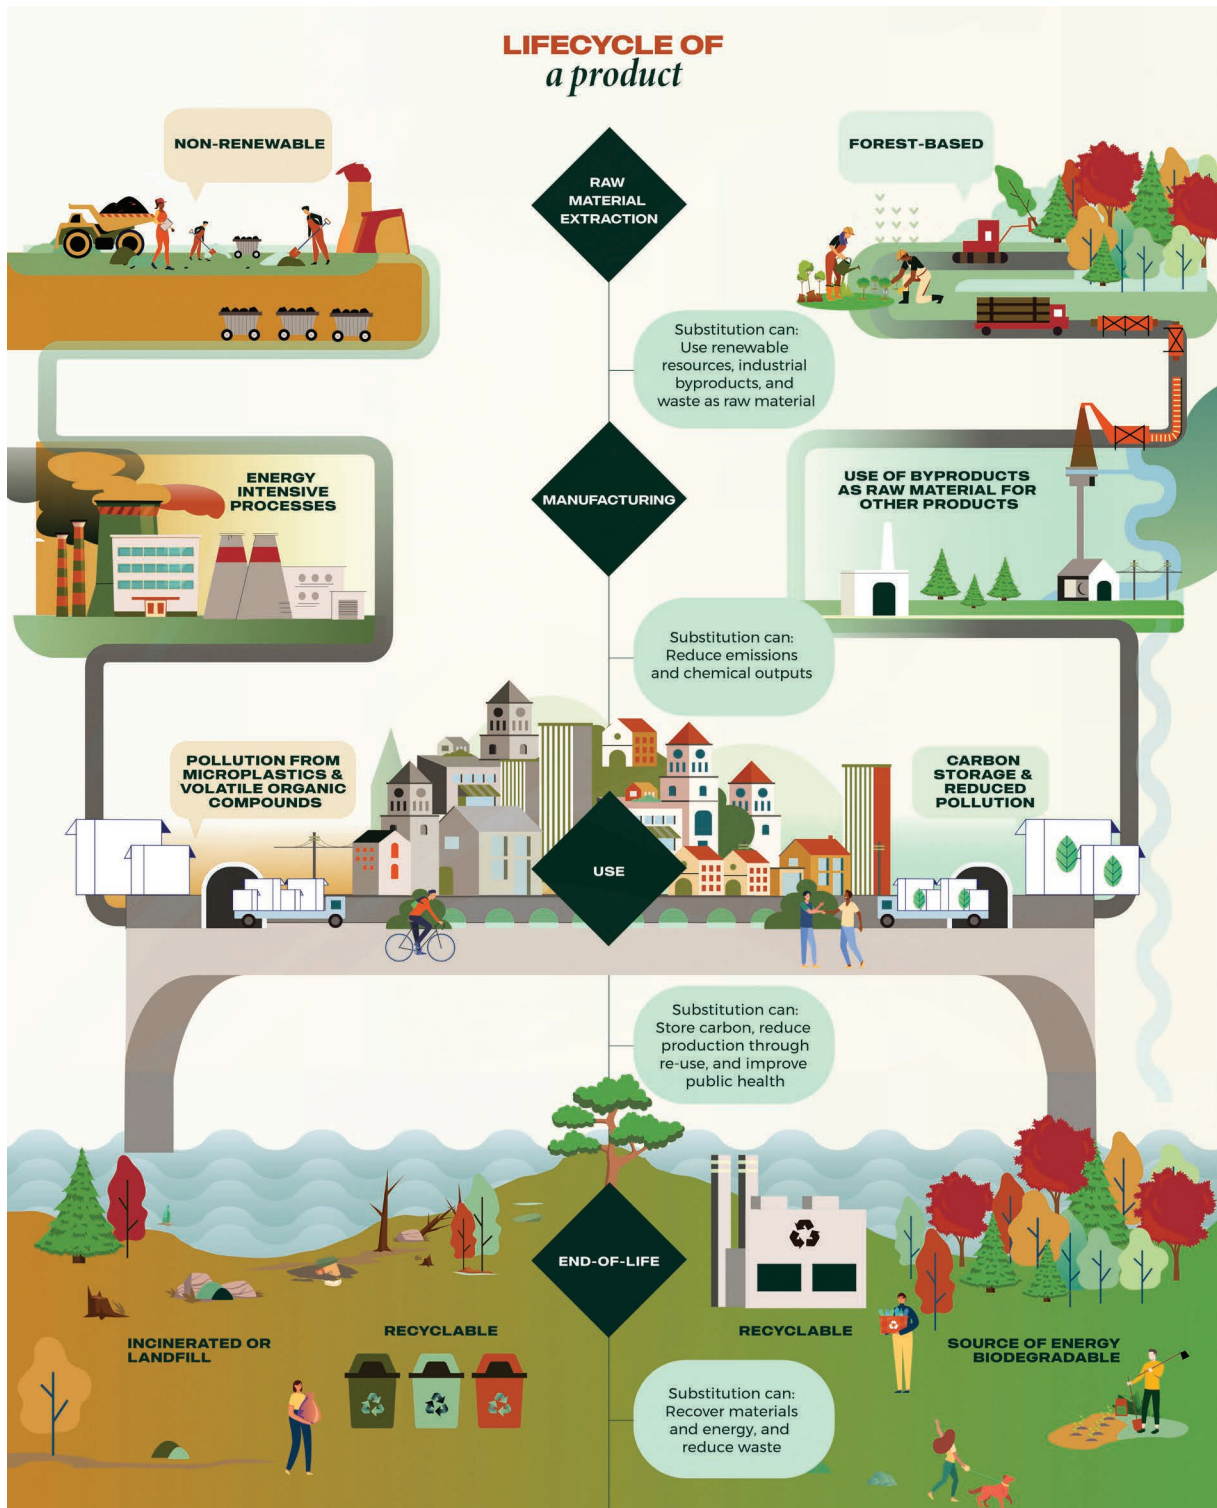 LIFECYCLE OF
a product
NON-RENEWABLE
FOREST-BASED
RAW
MATERIAL
EXTRACTION
Substitution can:
Use renewable
resources, industrial
byproducts, and
waste as raw material
ENERGY
INTENSIVE
PROCESSES
MANUFACTURING
USE OF BYPRODUCTS
AS RAW MATERIAL FOR
OTHER PRODUCTS
Substitution can:
Reduce emissions
and chemical outputs
POLLUTION FROM
MICROPLASTICS &
VOLATILE ORGANIC
COMPOUNDS
CARBON
STORAGE &
REDUCED
POLLUTION
USE
Substitution can:
Store carbon, reduce
production through
re-use, and improve
public health
END-OF-LIFE
INCINERATED OR
LANDFILL
RECYCLABLE
RECYCLABLE
SOURCE OF ENERGY
BIODEGRADABLE
Substitution can:
Recover materials
and energy, and
reduce waste